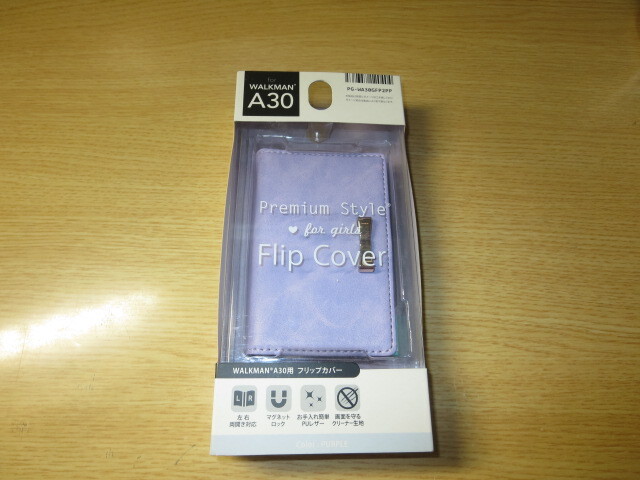 for
WALKMAN®
A30
PG-WA30GF02PP
Premium Style
for girls
Flip Cover
WALKMAN®A30用 フリップカバー
L R
左右
両開き対応
マグネット
ロック
お手入れ簡単
PUレザー
画面を守る
クリーナー生地